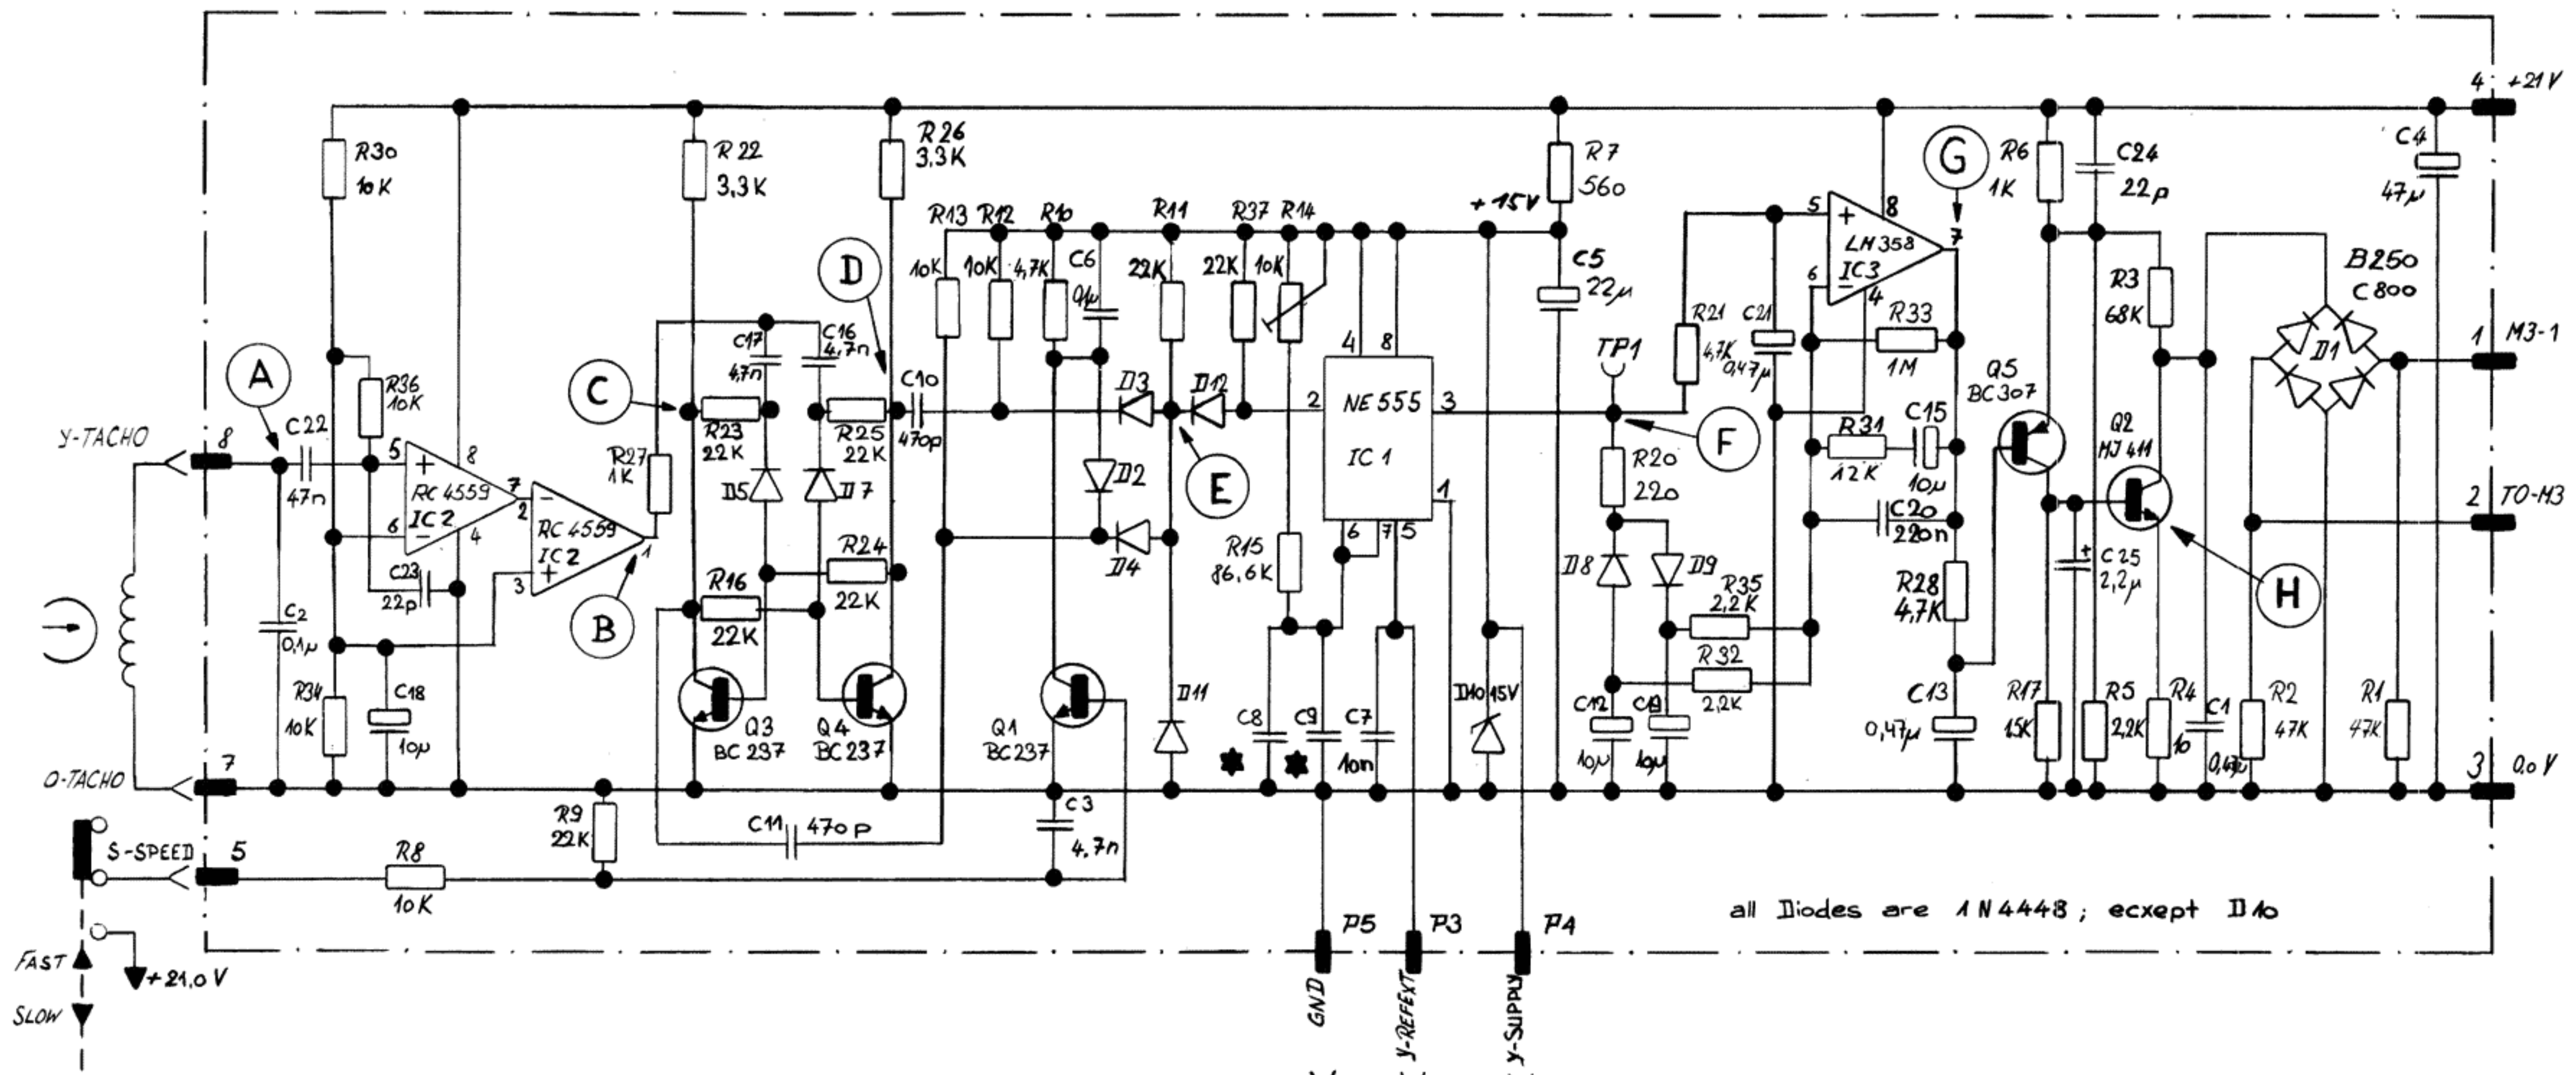 4 +21V
R30
10K
R22
3,3K
R26
3,3K
R7
560
G
R6
1K
C24
22p
C4
47µ
R13 R12 R10 R11 R37 R14 +15V
10K 10K 4,7K C6 22K 22K 10K
0,1µ
C5
22µ
D
5 + 8 7
LM358
IC3
6 - 4
R3
68K
B250
C800
D1
1 M3-1
A
R36
10K
C
C17
4,7n
C16
4,7n
C10
470p
D3 D12
4 8
2 NE555 3
IC1
1
6 7 5
TP1
R21
4,7K
C21
0,47µ
R33
1M
Q5
BC307
Y-TACHO 8
C22
47n
5 + 8
RC4559
IC2
6 - 4
7
2 -
RC4559
IC2
3 +
1
R27
1K
R23
22K
R25
22K
D5 D7
D2
E
D4
F
R20
220
R31
12K
C15
10µ
C20
220n
Q2
MJ411
2 TO-M3
C23
22p
C2
0,1µ
B
R16
22K
R24
22K
R15
86,6K
D8 D9
R35
2,2K
R32
2,2K
R28
4,7K
C25
+
2,2µ
H
R34
10K
C18
10µ
Q3
BC237
Q4
BC237
Q1
BC237
D11
C8 C9 C7
10n
D10 15V
C12
10µ
C19
10µ
C13
0,47µ
R17
15K
R5
2,2K
R4
10
C1
0,47µ
R2
47K
R1
47K
0-TACHO 7
3 0,0V
R9
22K
C11 470p
C3
4,7n
S-SPEED 5
R8
10K
FAST
+21,0V
SLOW
P5 P3 P4
GND
Y-REFEXT
Y-SUPPLY
all Diodes are 1N4448; ecxept D10